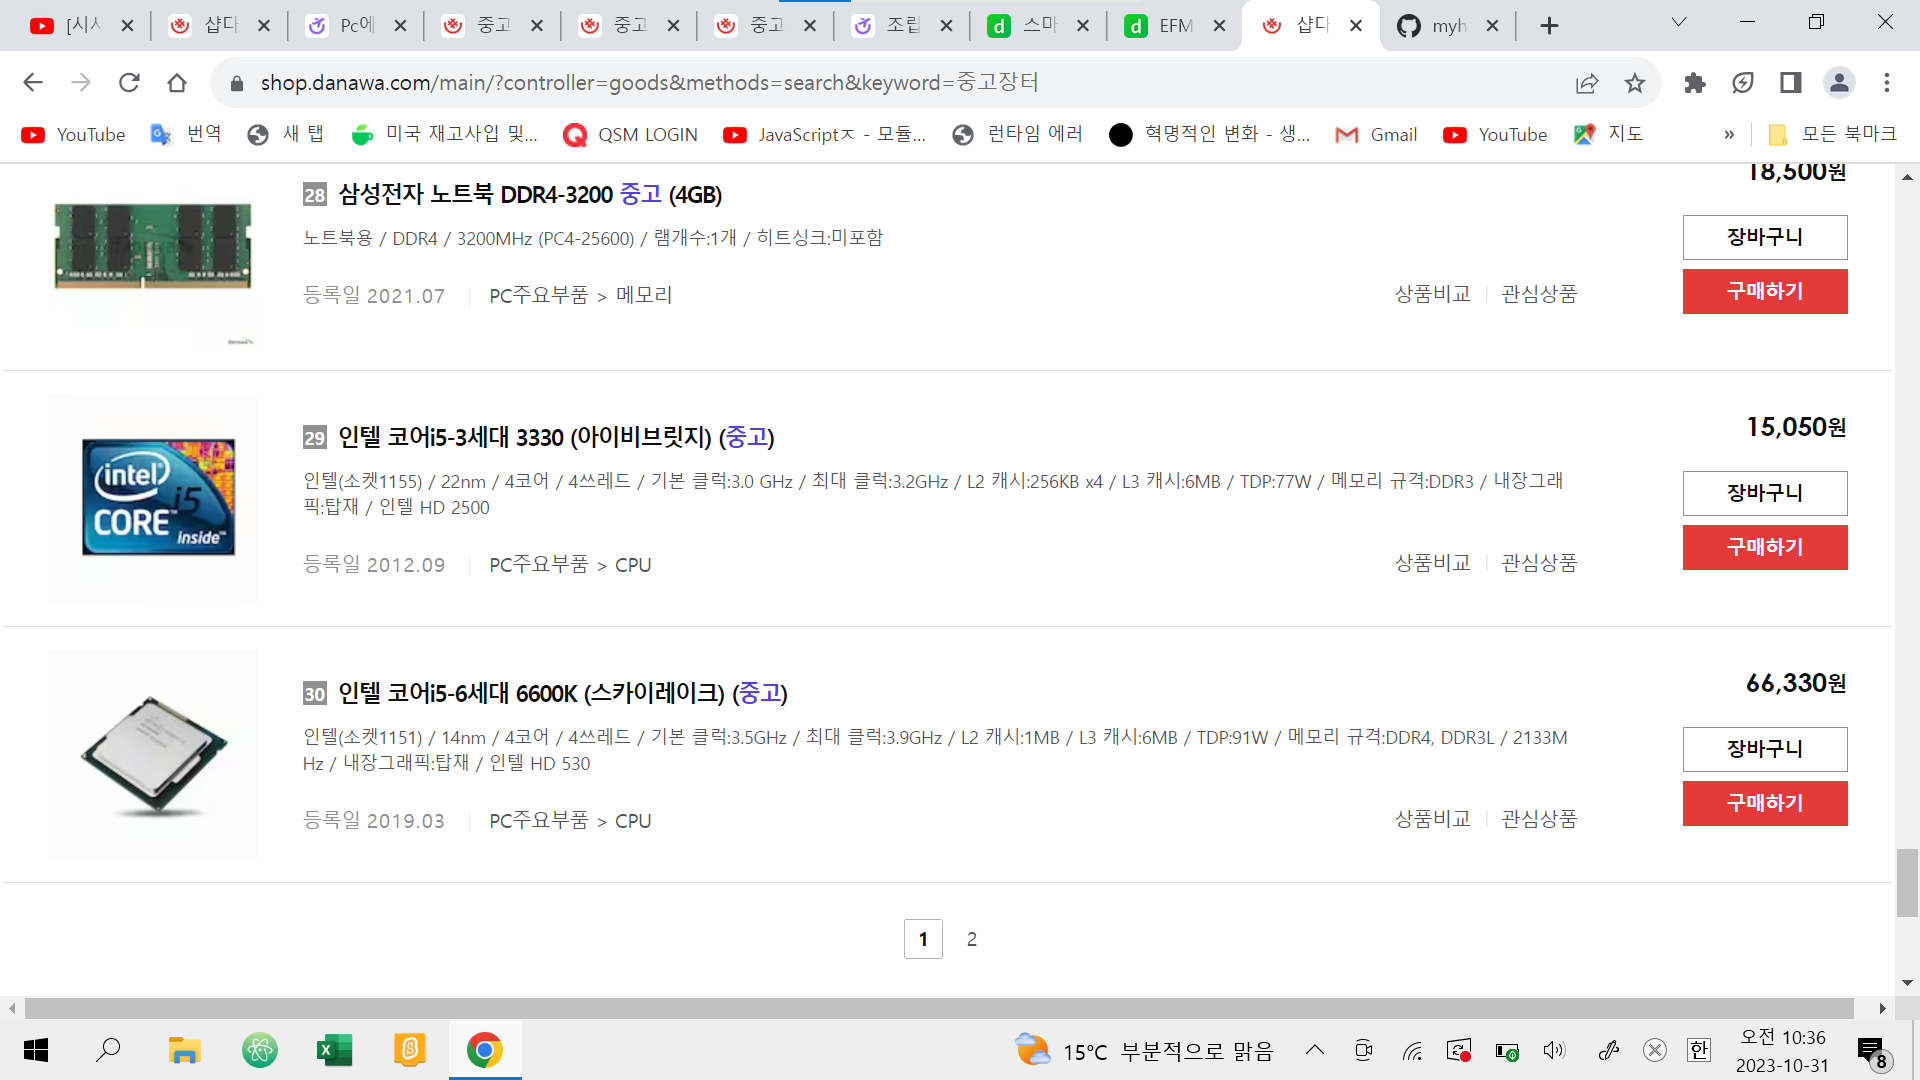 [시스 샵다 Pc에 중고 중고 중고 조립 스마 EFM 샵다 myh
shop.danawa.com/main/?controller=goods&methods=search&keyword=중고장터
YouTube 번역 새 탭 미국 재고사입 및... QSM LOGIN JavaScriptㅈ - 모듈... 런타임 에러 혁명적인 변화 - 생... Gmail YouTube 지도 » 모든 북마크
18,500원
28 삼성전자 노트북 DDR4-3200 중고 (4GB)
노트북용 / DDR4 / 3200MHz (PC4-25600) / 램개수:1개 / 히트싱크:미포함
장바구니
구매하기
등록일 2021.07 PC주요부품 > 메모리 상품비교 관심상품
15,050원
29 인텔 코어i5-3세대 3330 (아이비브릿지) (중고)
(intel)
CORE i5
inside™
인텔(소켓1155) / 22nm / 4코어 / 4쓰레드 / 기본 클럭:3.0 GHz / 최대 클럭:3.2GHz / L2 캐시:256KB x4 / L3 캐시:6MB / TDP:77W / 메모리 규격:DDR3 / 내장그래
픽:탑재 / 인텔 HD 2500
장바구니
구매하기
등록일 2012.09 PC주요부품 > CPU 상품비교 관심상품
66,330원
30 인텔 코어i5-6세대 6600K (스카이레이크) (중고)
인텔(소켓1151) / 14nm / 4코어 / 4쓰레드 / 기본 클럭:3.5GHz / 최대 클럭:3.9GHz / L2 캐시:1MB / L3 캐시:6MB / TDP:91W / 메모리 규격:DDR4, DDR3L / 2133M
Hz / 내장그래픽:탑재 / 인텔 HD 530
장바구니
구매하기
등록일 2019.03 PC주요부품 > CPU 상품비교 관심상품
1 2
15°C 부분적으로 맑음 한 오전 10:36
2023-10-31 8